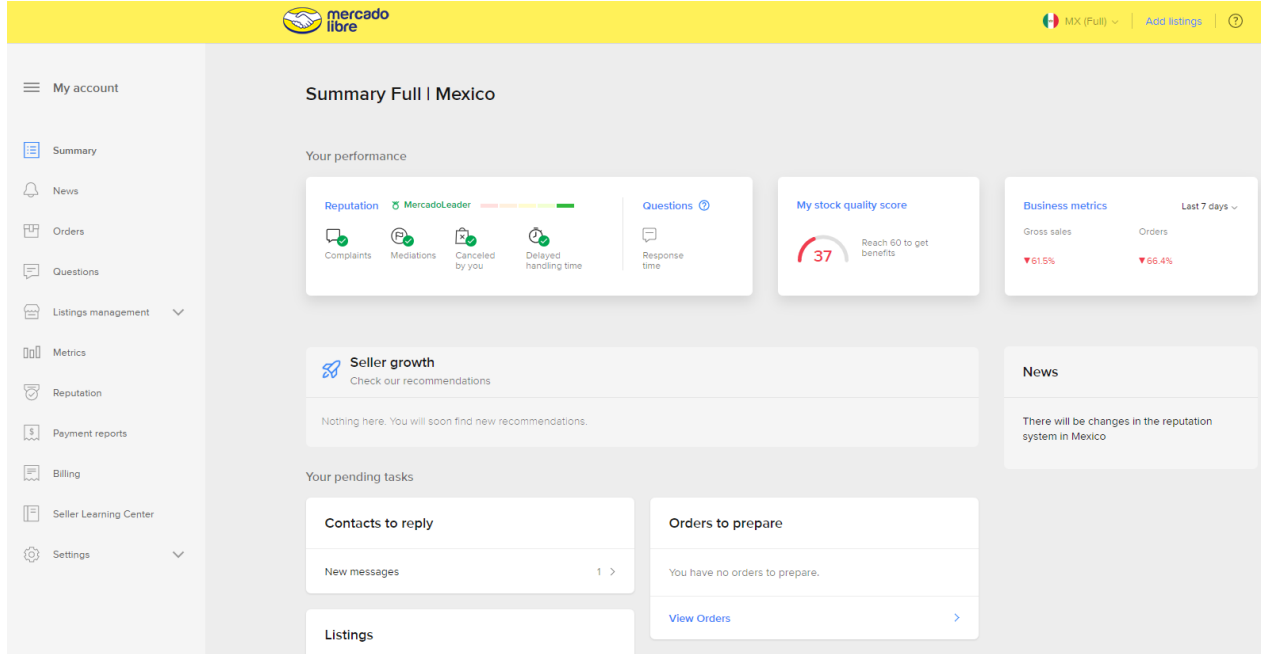 mercado
libre
MX (Full)
Add listings
?
My account
Summary
News
Orders
Questions
Listings management
Metrics
Reputation
Payment reports
Billing
Seller Learning Center
Settings
Summary Full | Mexico
Your performance
Reputation MercadoLeader
Complaints
Mediations
Canceled
by you
Delayed
handling time
Questions ?
Response
time
My stock quality score
37
Reach 60 to get
benefits
Business metrics
Last 7 days
Gross sales
Orders
▼61.5%
▼66.4%
Seller growth
Check our recommendations
Nothing here. You will soon find new recommendations.
News
There will be changes in the reputation
system in Mexico
Your pending tasks
Contacts to reply
New messages 1
Orders to prepare
You have no orders to prepare.
View Orders
Listings